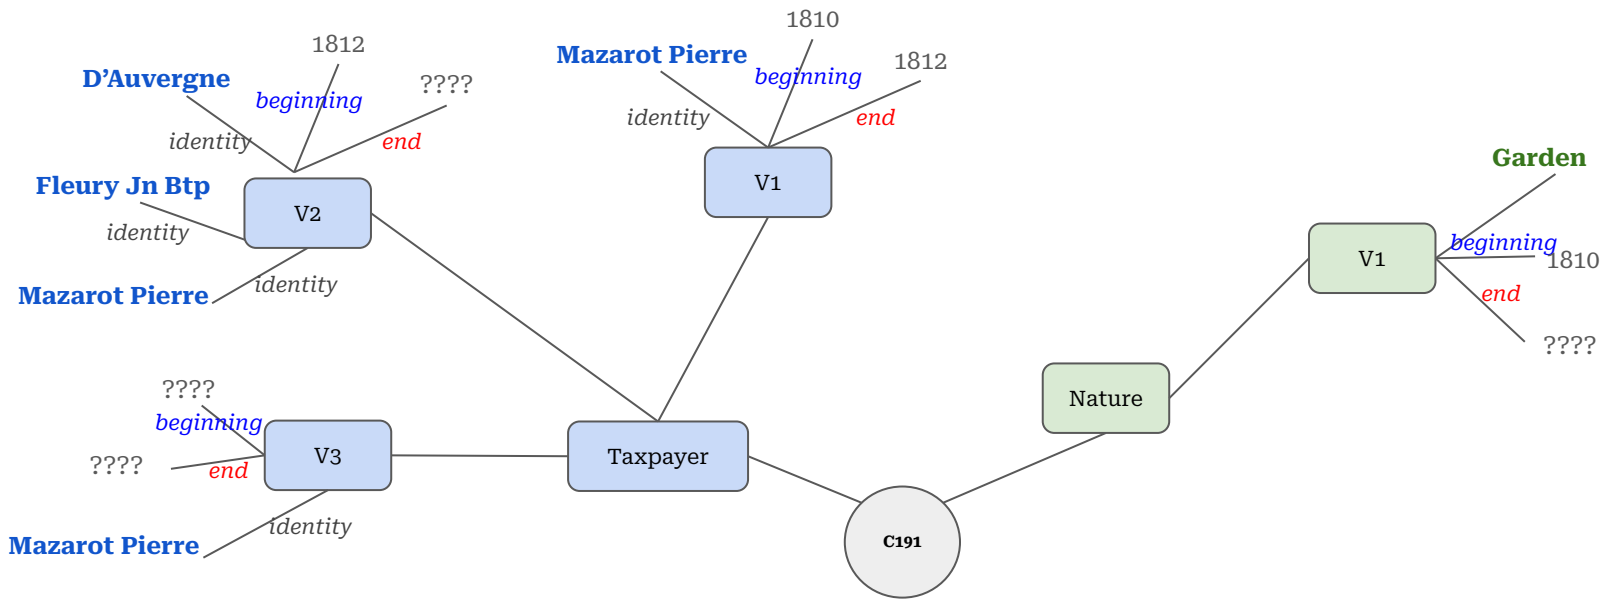 1812
D’Auvergne
????
beginning
identity
end
Fleury Jn Btp
identity
V2
Mazarot Pierre
identity
1810
Mazarot Pierre
1812
beginning
identity
end
V1
Garden
beginning
1810
V1
end
????
Nature
????
beginning
????
end
V3
Taxpayer
Mazarot Pierre
identity
C191